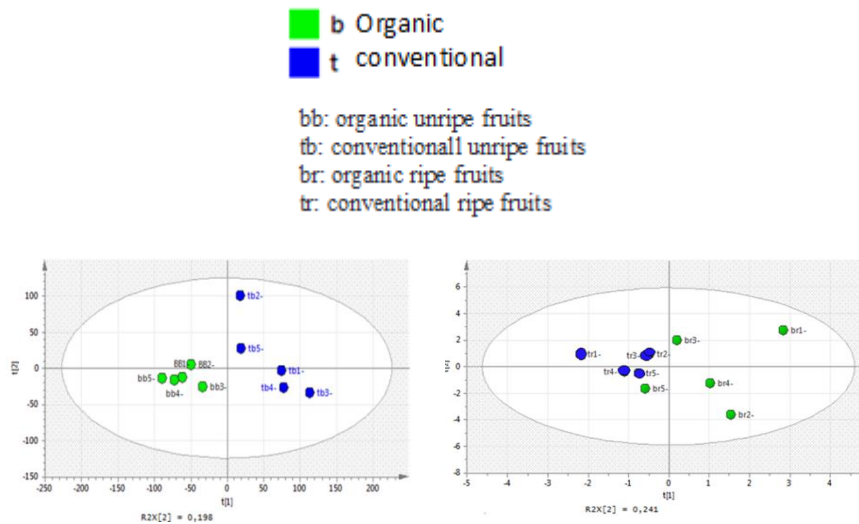 b Organic
t conventional
bb: organic unripe fruits
tb: conventionall unripe fruits
br: organic ripe fruits
tr: conventional ripe fruits
100
50
0
-50
-100
-150
t[2]
-250 -200 -150 -100 -50 0 50 100 150 200
t[1]
R2X[2] = 0,198
tb2-
tb5-
tb1-
tb4-
tb3-
BB1
BB2-
bb5-
bb4-
bb3-
6
4
2
0
-2
-4
-6
-8
-5 -4 -3 -2 -1 0 1 2 3 4
t[1]
R2X[2] = 0,241
br1-
br3-
tr1-
tr3-
tr2-
tr4-
tr5-
br5-
br4-
br2-